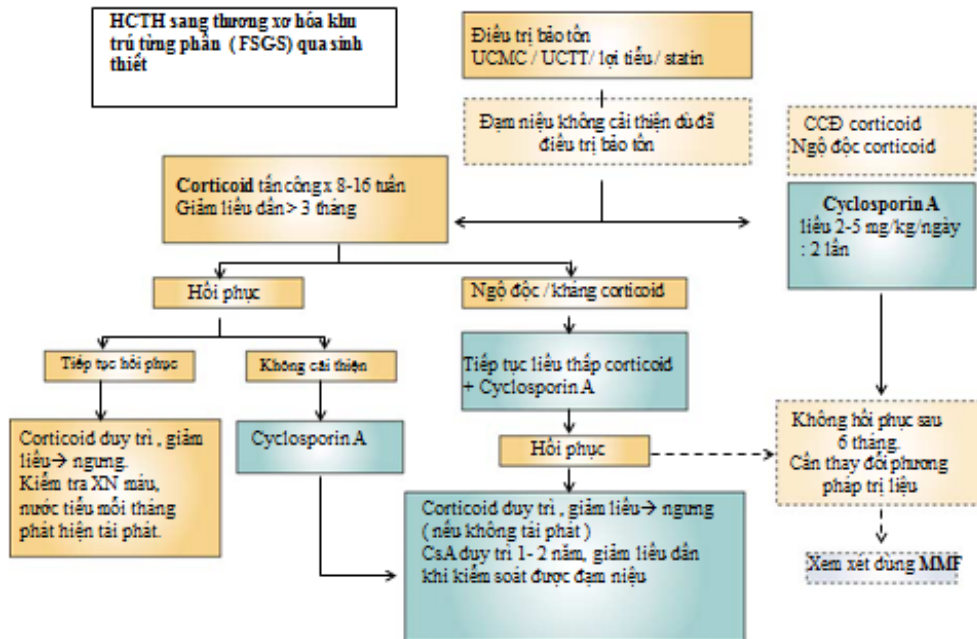 HCTH sang thương xơ hóa khu
trú từng phần ( FSGS) qua sinh
thiết
Điều trị bảo tồn
UCMC / UCTT/ lợi tiểu / statin
Đạm niệu không cải thiện dù đã
điều trị bảo tồn
CCĐ corticoid
Ngộ độc corticoid
Corticoid tấn công x 8-16 tuần
Giảm liều dần > 3 tháng
Cyclosporin A
liều 2-5 mg/kg/ngày
: 2 lần
Hồi phục
Ngộ độc / kháng corticoid
Tiếp tục hồi phục
Không cải thiện
Tiếp tục liều thấp corticoid
+ Cyclosporin A
Corticoid duy trì , giảm
liều→ ngưng.
Kiểm tra XN máu,
nước tiểu mỗi tháng
phát hiện tái phát.
Cyclosporin A
Hồi phục
Không hồi phục sau
6 tháng.
Cần thay đổi phương
pháp trị liệu
Corticoid duy trì , giảm liều→ ngưng
( nếu không tái phát )
CsA duy trì 1- 2 năm, giảm liều dần
khi kiểm soát được đạm niệu
Xem xét dùng MMF